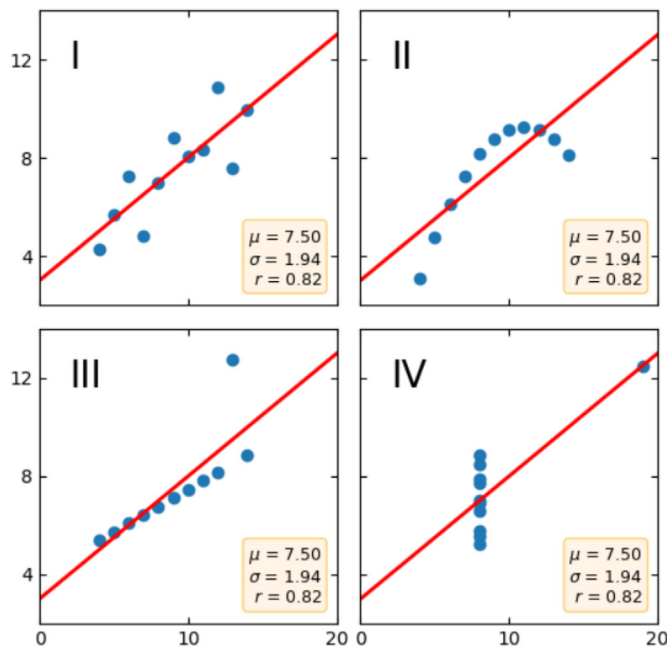 I
II
12
8
4
μ = 7.50
σ = 1.94
r = 0.82
μ = 7.50
σ = 1.94
r = 0.82
III
IV
12
8
4
μ = 7.50
σ = 1.94
r = 0.82
μ = 7.50
σ = 1.94
r = 0.82
0
10
20
0
10
20